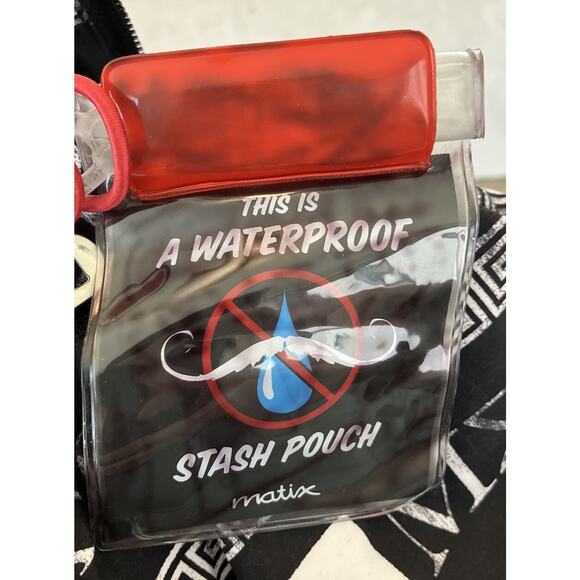 THIS IS
A WATERPROOF
STASH POUCH
matix